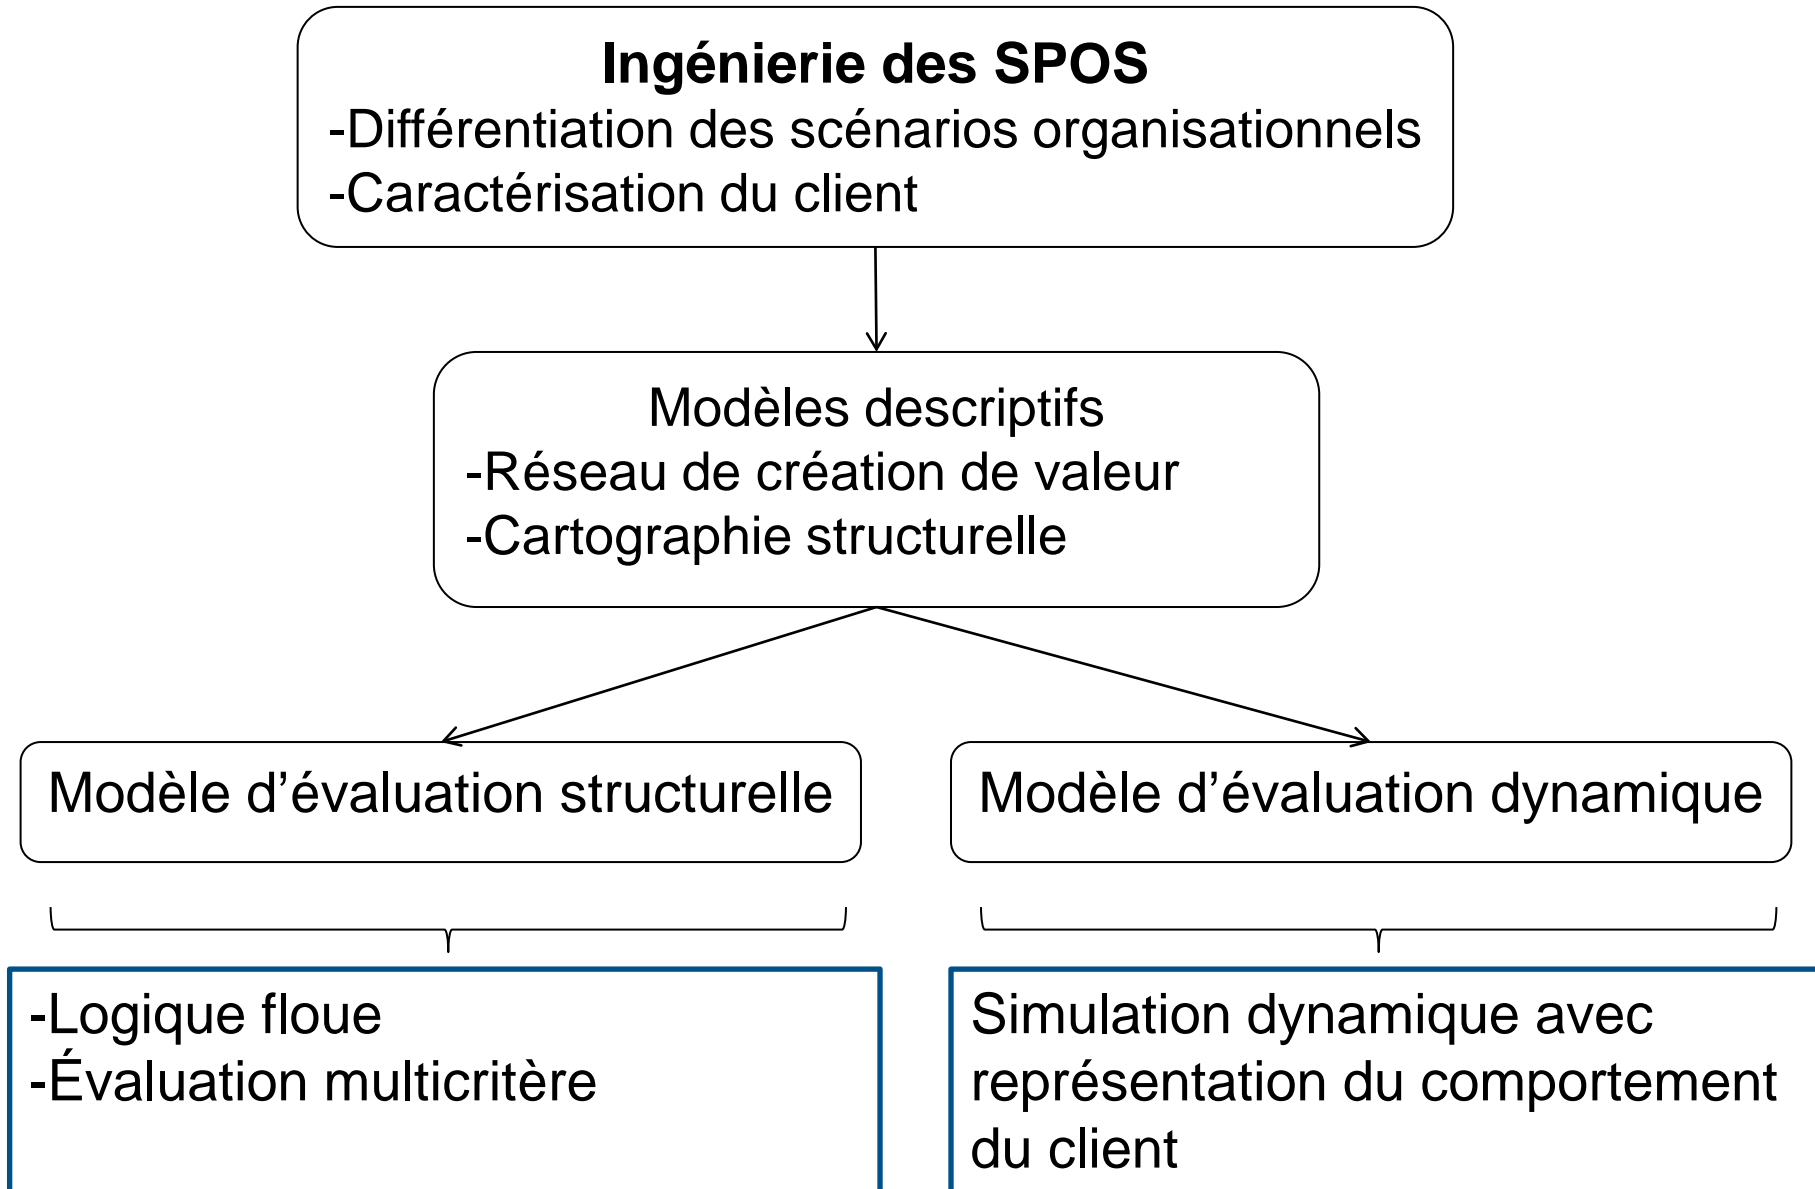 Ingénierie des SPOS
-Différentiation des scénarios organisationnels
-Caractérisation du client
Modèles descriptifs
-Réseau de création de valeur
-Cartographie structurelle
Modèle d’évaluation structurelle
Modèle d’évaluation dynamique
-Logique floue
-Évaluation multicritère
Simulation dynamique avec
représentation du comportement
du client